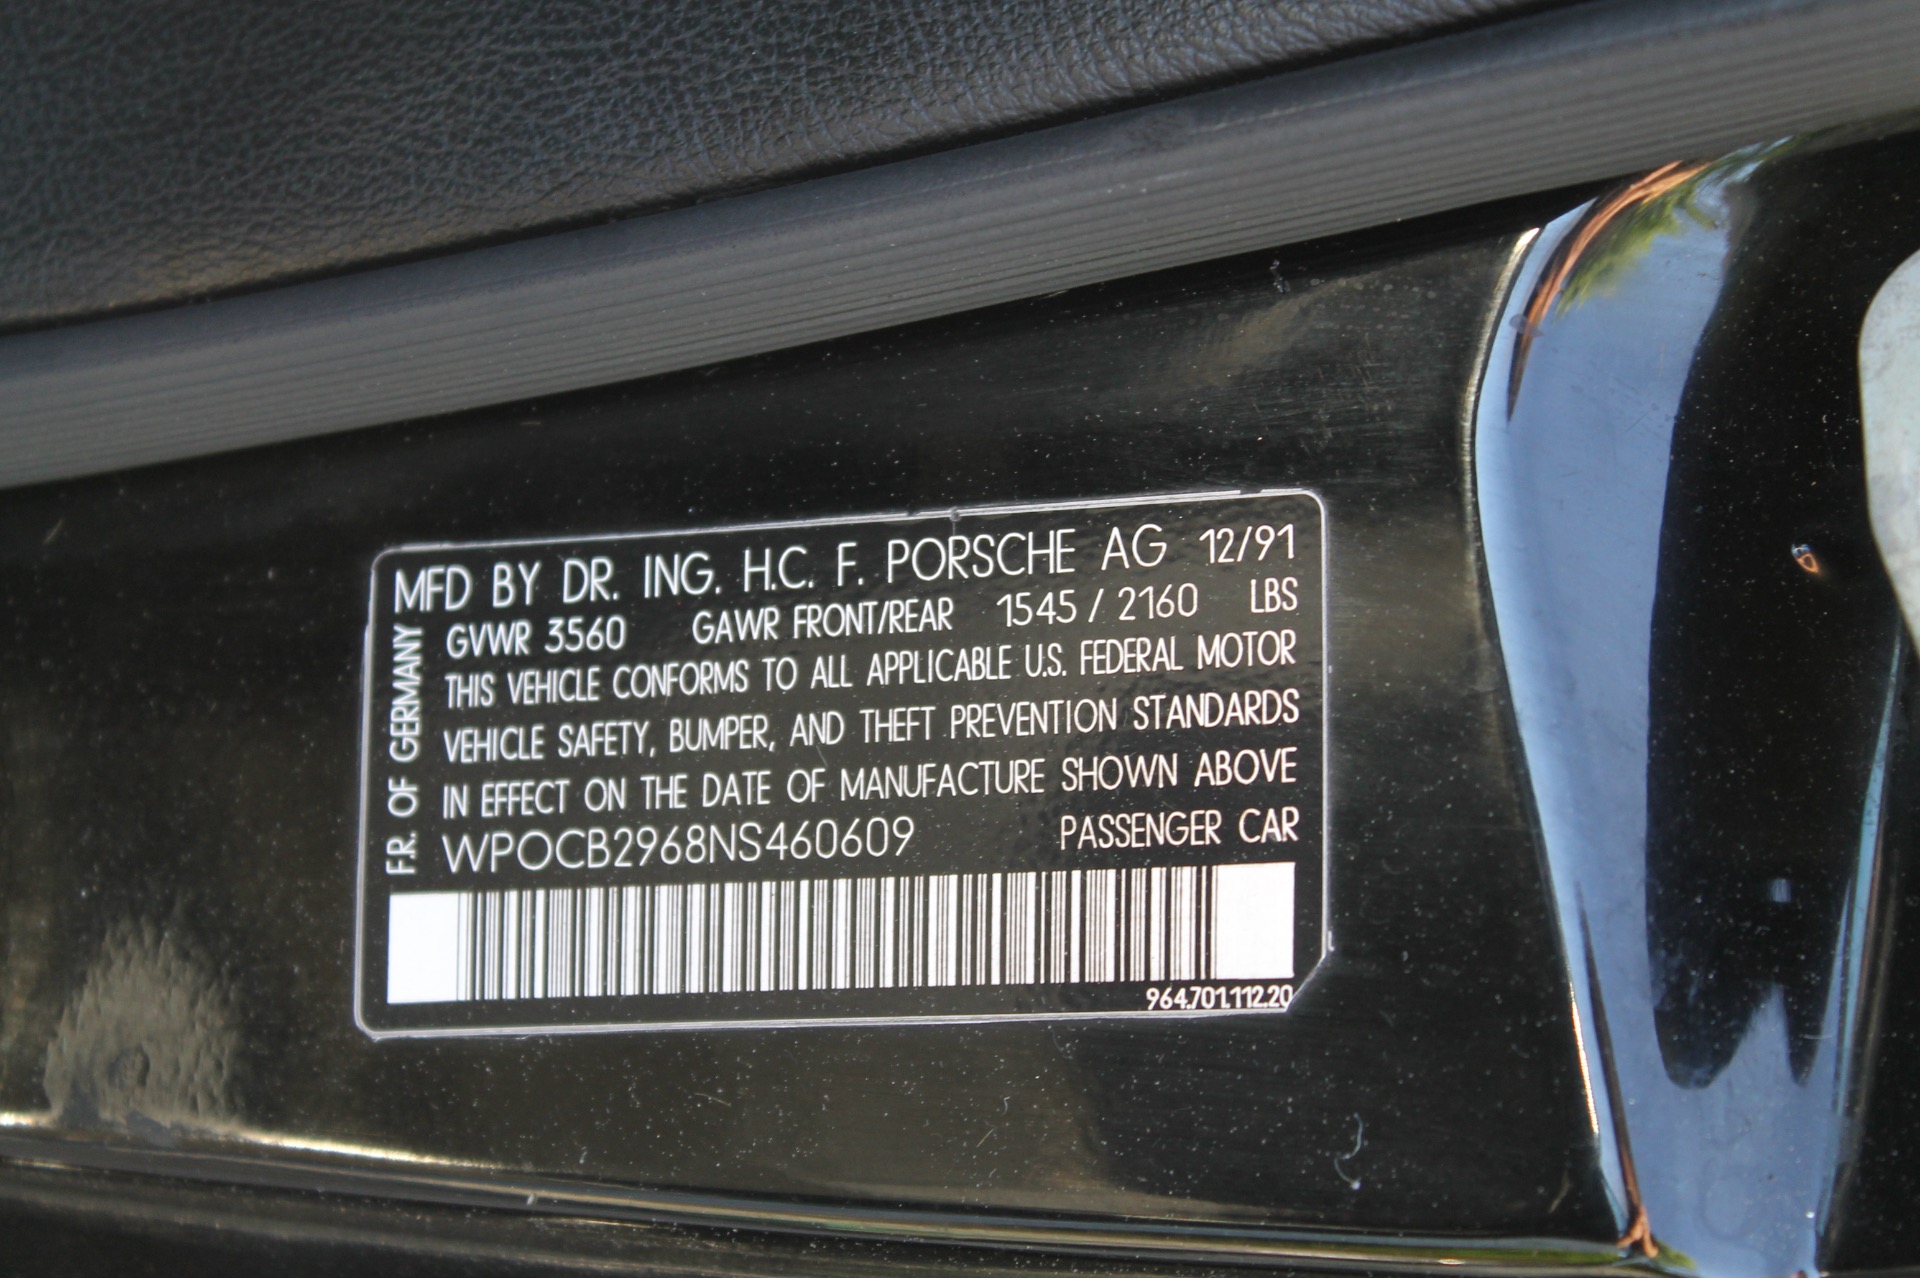 MFD BY DR. ING. H.C. F. PORSCHE AG 12/91
GVWR 3560 GAWR FRONT/REAR 1545 / 2160 LBS
THIS VEHICLE CONFORMS TO ALL APPLICABLE U.S. FEDERAL MOTOR
VEHICLE SAFETY, BUMPER, AND THEFT PREVENTION STANDARDS
IN EFFECT ON THE DATE OF MANUFACTURE SHOWN ABOVE
WP0CB2968NS460609 PASSENGER CAR
FR. OF GERMANY
964.701.112.20